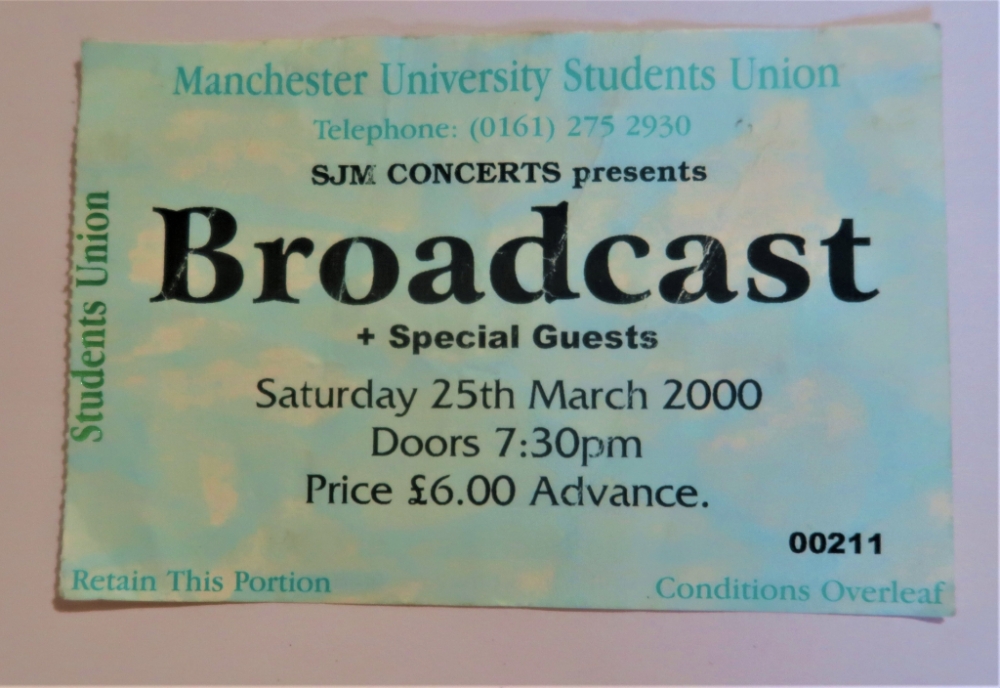 Manchester University Students Union
Telephone: (0161) 275 2930
SJM CONCERTS presents
Broadcast
+ Special Guests
Saturday 25th March 2000
Doors 7:30pm
Price £6.00 Advance.
00211
Retain This Portion
Conditions Overleaf
Students Union